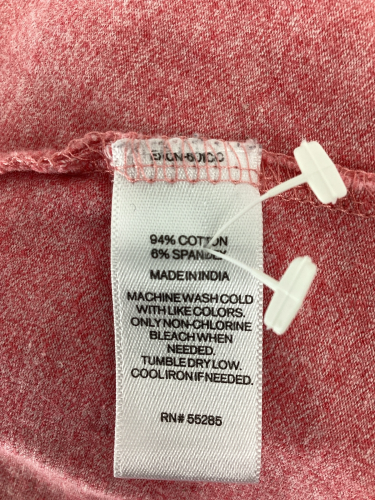 94% COTTON
6% SPANDEX
MADE IN INDIA
MACHINE WASH COLD
WITH LIKE COLORS.
ONLY NON-CHLORINE
BLEACH WHEN
NEEDED.
TUMBLE DRY LOW.
COOL IRON IF NEEDED.
RN# 55285